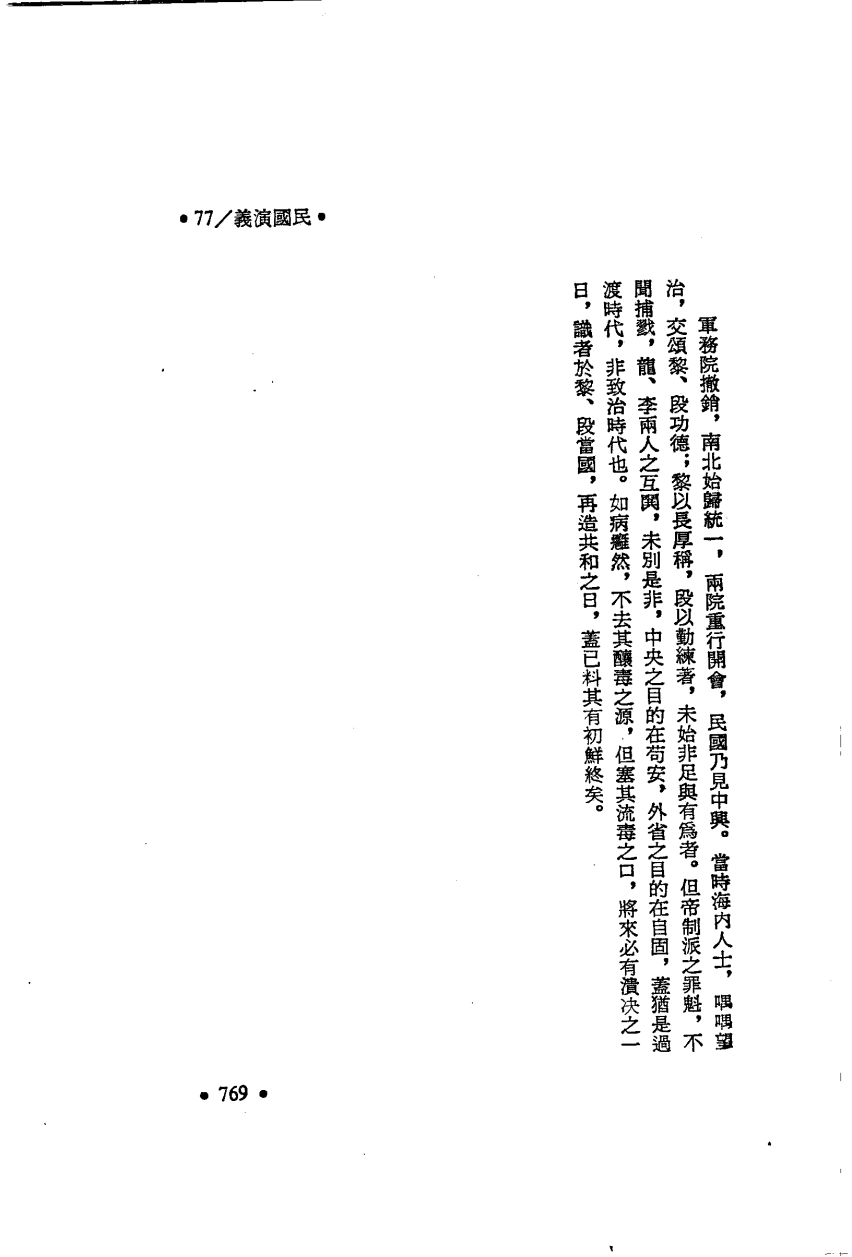 •77／義演國民•
軍務院撤銷，南北始歸統一，兩院重行開會，民國乃見中興。當時海內人士，喁喁望
治，交頌黎、段功德；黎以長厚稱，段以勤練著，未始非足與有爲者。但帝制派之罪魁，不
聞捕戮，龍、李兩人之互鬨，未別是非，中央之目的在苟安，外省之目的在自固，蓋猶是過
渡時代，非致治時代也。如病癰然，不去其釀毒之源，但塞其流毒之口，將來必有潰決之一
日，識者於黎、段當國，再造共和之日，蓋已料其有初鮮終矣。
•769•